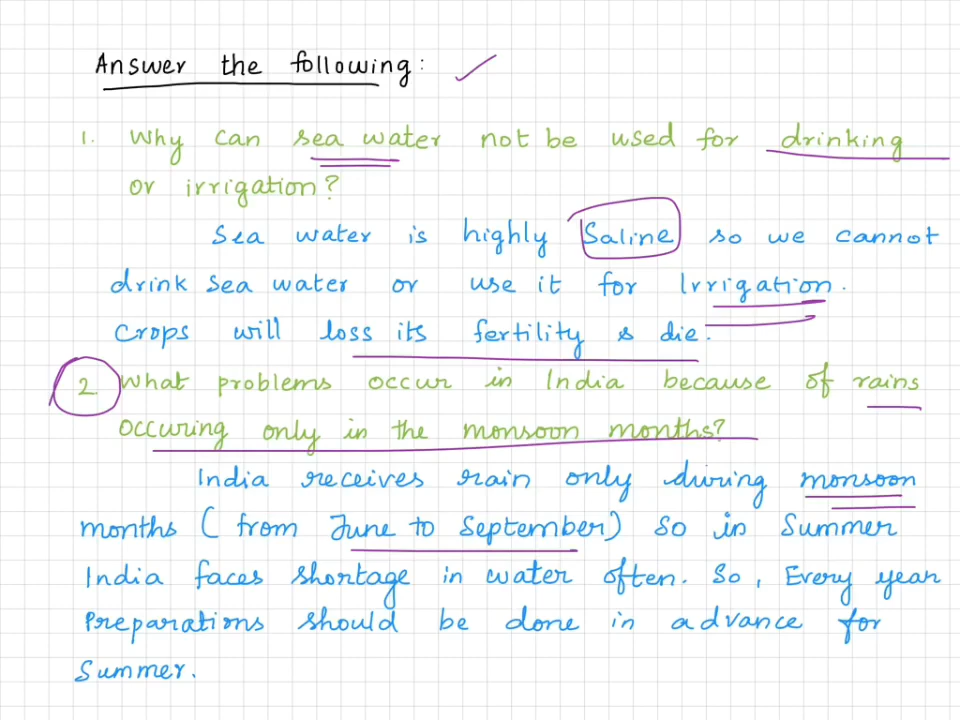 Answer the following:
1. Why can sea water not be used for drinking
or irrigation?
Sea water is highly Saline so we cannot
drink sea water or use it for Irrigation.
Crops will loss its fertility & die.
2. What problems occur in India because of rains
occuring only in the monsoon months?
India receives rain only during monsoon
months ( from June to September) So in Summer
India faces shortage in water often. So, Every year
Preparations should be done in advance for
Summer.